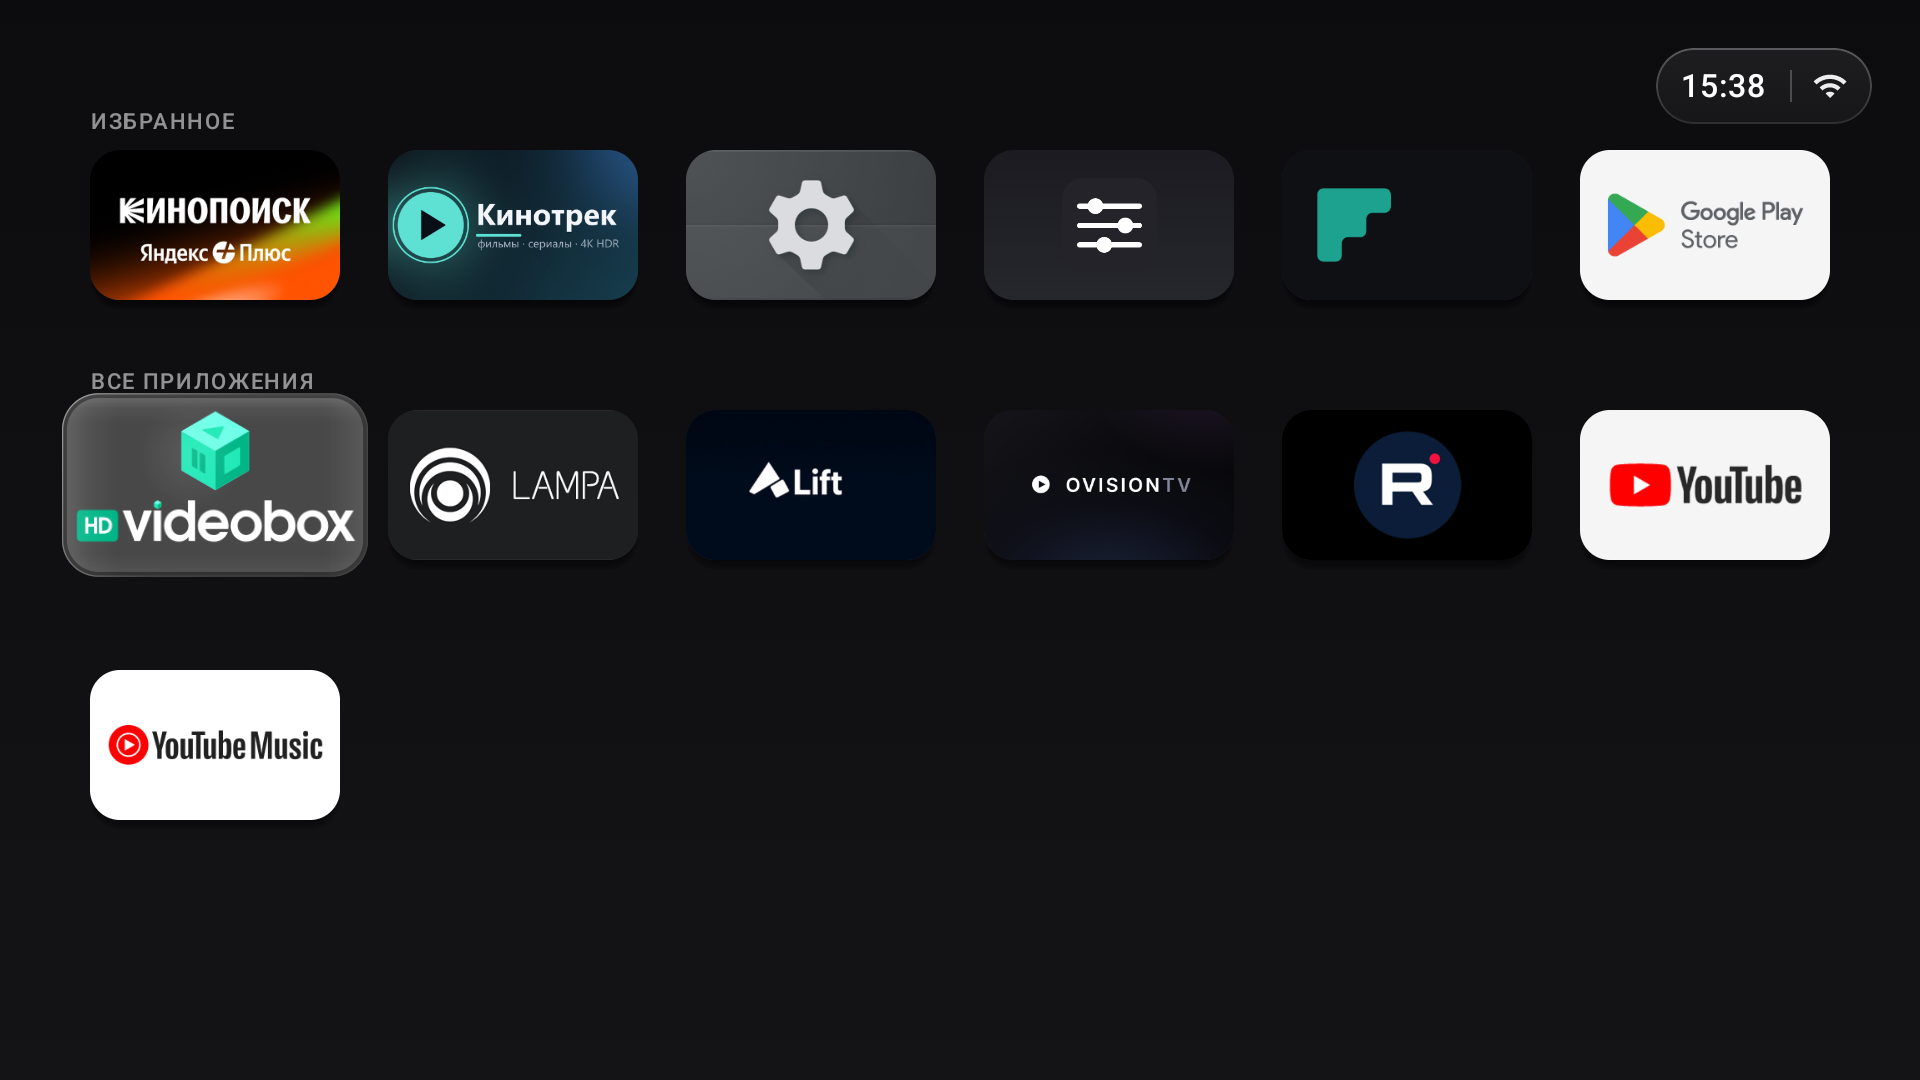 15:38
ИЗБРАННОЕ
КИНОПОИСК
Яндекс Плюс
Кинотрек
фильмы · сериалы · 4K HDR
Google Play
Store
ВСЕ ПРИЛОЖЕНИЯ
HD videobox
LAMPA
Lift
OVISIONTV
R
YouTube
YouTube Music